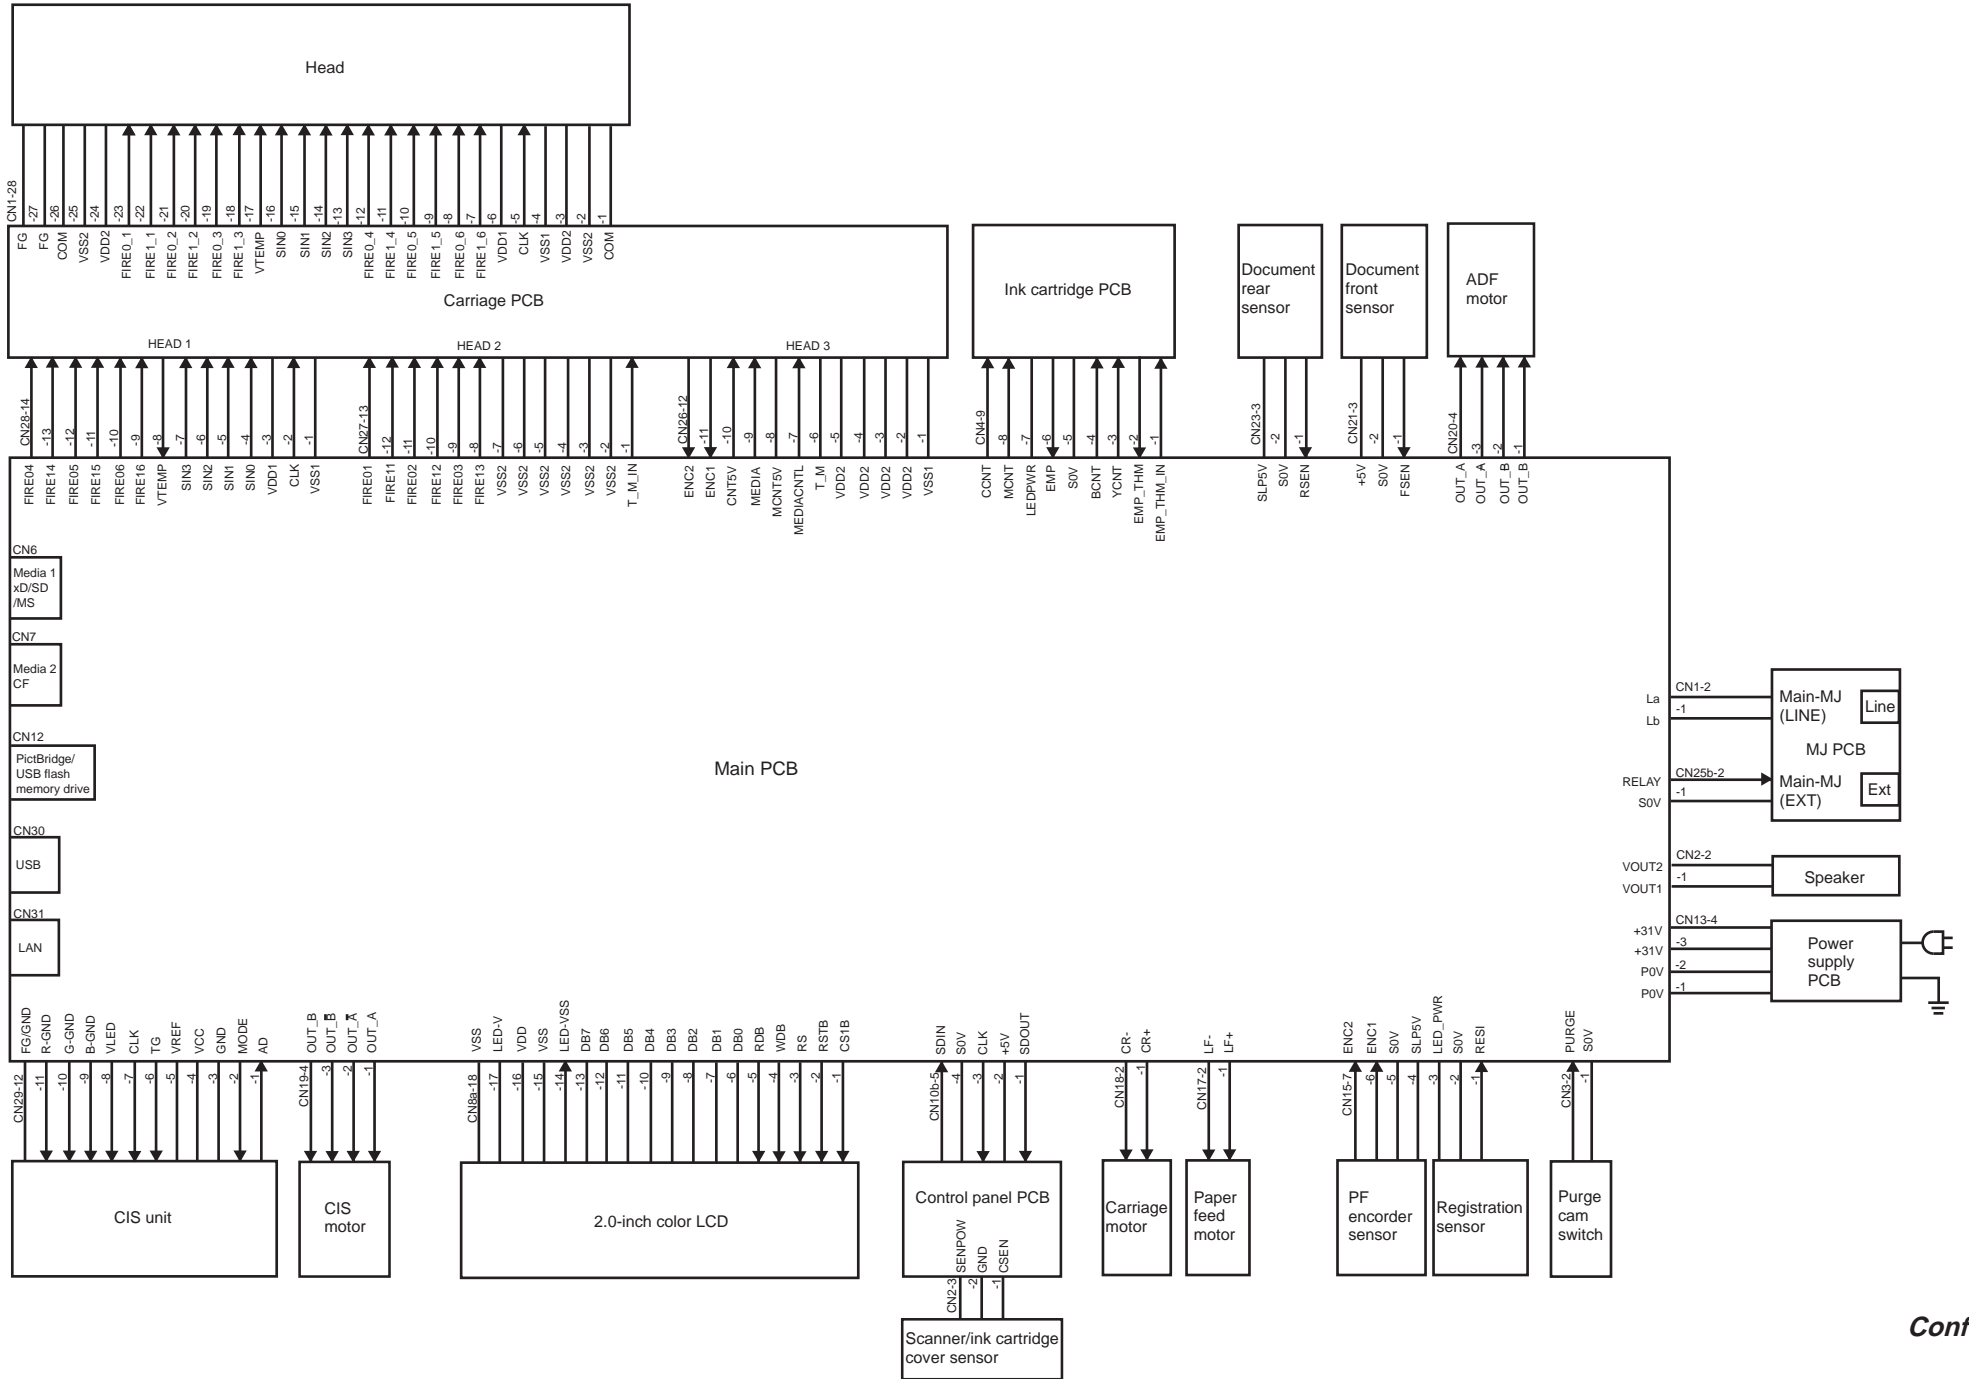 Head
CN1-28 -27 -26 -25 -24 -23 -22 -21 -20 -19 -18 -17 -16 -15 -14 -13 -12 -11 -10 -9 -8 -7 -6 -5 -4 -3 -2 -1
FG FG COM VSS2 VDD2 FIRE0_1 FIRE1_1 FIRE0_2 FIRE1_2 FIRE0_3 FIRE1_3 VTEMP SIN0 SIN1 SIN2 SIN3 FIRE0_4 FIRE1_4 FIRE0_5 FIRE1_5 FIRE0_6 FIRE1_6 VDD1 CLK VSS1 VDD2 VSS2 COM
Carriage PCB
HEAD 1 HEAD 2 HEAD 3
Ink cartridge PCB
Document
rear
sensor
Document
front
sensor
ADF
motor
CN28-14 -13 -12 -11 -10 -9 -8 -7 -6 -5 -4 -3 -2 -1
FIRE04 FIRE14 FIRE05 FIRE15 FIRE06 FIRE16 VTEMP SIN3 SIN2 SIN1 SIN0 VDD1 CLK VSS1
CN27-13 -12 -11 -10 -9 -8 -7 -6 -5 -4 -3 -2 -1
FIRE01 FIRE11 FIRE02 FIRE12 FIRE03 FIRE13 VSS2 VSS2 VSS2 VSS2 VSS2 VSS2 T_M_IN
CN26-12 -11 -10 -9 -8 -7 -6 -5 -4 -3 -2 -1
ENC2 ENC1 CNT5V MEDIA MCNT5V MEDIACNTL T_M VDD2 VDD2 VDD2 VDD2 VSS1
CN4-9 -8 -7 -6 -5 -4 -3 -2 -1
CCNT MCNT LEDPWR EMP S0V BCNT YCNT EMP_THM EMP_THM_IN
CN23-3 -2 -1
SLP5V S0V RSEN
CN21-3 -2 -1
+5V S0V FSEN
CN20-4 -3 -2 -1
OUT_A OUT_A OUT_B OUT_B
CN6
Media 1
xD/SD
/MS
CN7
Media 2
CF
CN12
PictBridge/
USB flash
memory drive
CN30
USB
CN31
LAN
Main PCB
La CN1-2
Lb -1
Main-MJ
(LINE)
Line
MJ PCB
RELAY CN25b-2
S0V -1
Main-MJ
(EXT)
Ext
VOUT2 CN2-2
VOUT1 -1
Speaker
+31V CN13-4
+31V -3
P0V -2
P0V -1
Power
supply
PCB
FG/GND R-GND G-GND B-GND VLED CLK TG VREF VCC GND MODE AD
CN29-12 -11 -10 -9 -8 -7 -6 -5 -4 -3 -2 -1
CIS unit
OUT_B OUT_B̅ OUT_A̅ OUT_A
CN19-4 -3 -2 -1
CIS
motor
VSS LED-V VDD VSS LED-VSS DB7 DB6 DB5 DB4 DB3 DB2 DB1 DB0 RDB WDB RS RSTB CS1B
CN8a-18 -17 -16 -15 -14 -13 -12 -11 -10 -9 -8 -7 -6 -5 -4 -3 -2 -1
2.0-inch color LCD
SDIN S0V CLK +5V SDOUT
CN10b-5 -4 -3 -2 -1
Control panel PCB
SENPOW GND CSEN
CN2-3 -2 -1
Scanner/ink cartridge
cover sensor
CR- CR+
CN18-2 -1
Carriage
motor
LF- LF+
CN17-2 -1
Paper
feed
motor
ENC2 ENC1 S0V SLP5V LED_PWR S0V RESI
CN15-7 -6 -5 -4 -3 -2 -1
PF
encorder
sensor
Registration
sensor
PURGE S0V
CN3-2 -1
Purge
cam
switch
Conf